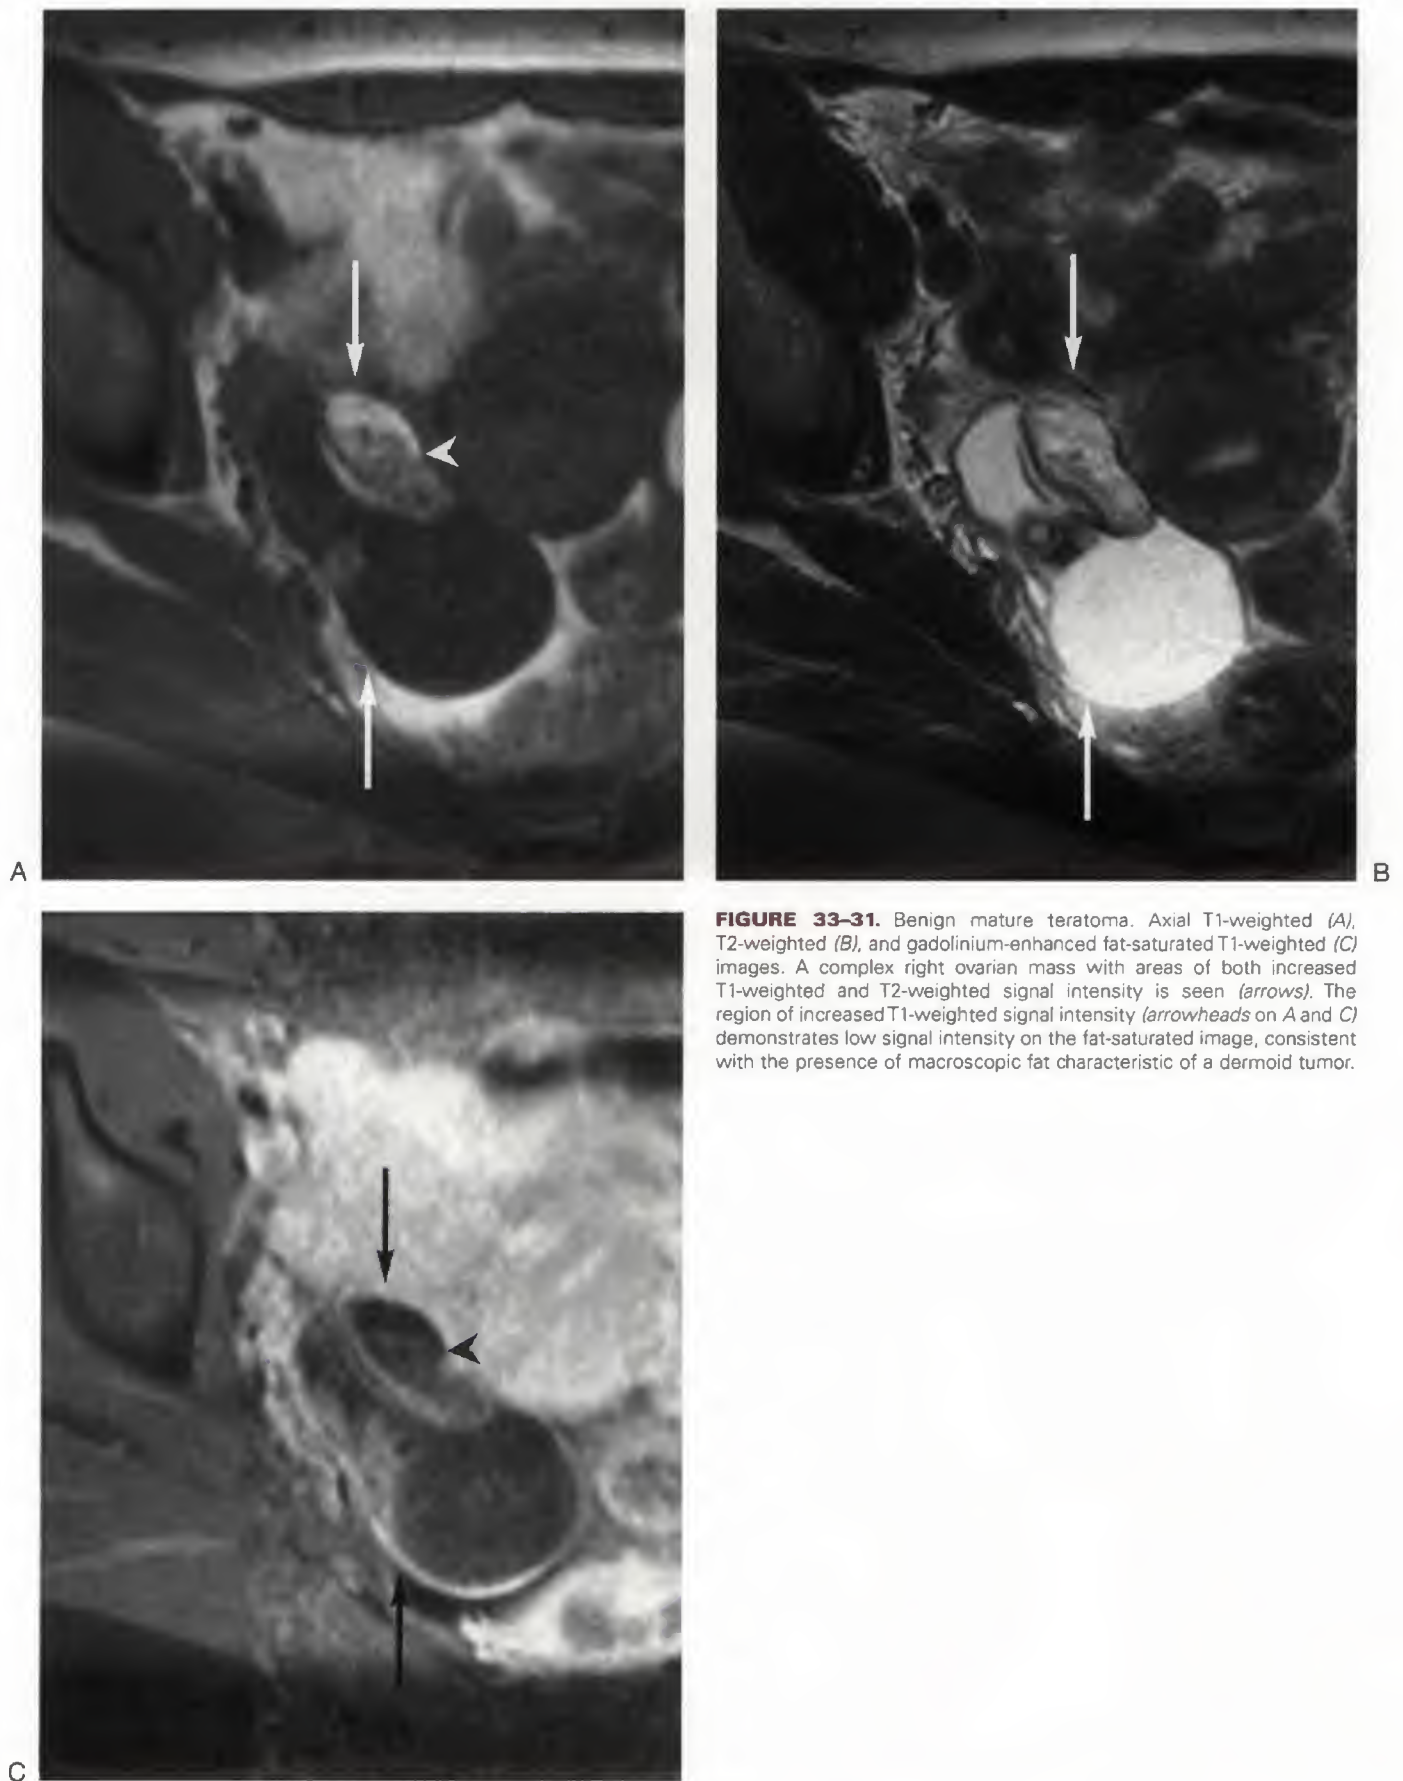 A
B
FIGURE 33–31. Benign mature teratoma. Axial T1-weighted (A),
T2-weighted (B), and gadolinium-enhanced fat-saturated T1-weighted (C)
images. A complex right ovarian mass with areas of both increased
T1-weighted and T2-weighted signal intensity is seen (arrows). The
region of increased T1-weighted signal intensity (arrowheads on A and C)
demonstrates low signal intensity on the fat-saturated image, consistent
with the presence of macroscopic fat characteristic of a dermoid tumor.
C